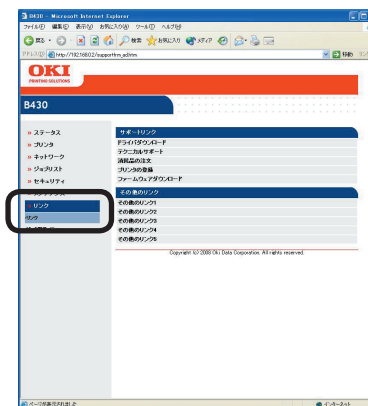 B430 - Microsoft Internet Explorer
ファイル(F) 編集(E) 表示(V) お気に入り(A) ツール(T) ヘルプ(H)
戻る 検索 お気に入り メディア
アドレス(D) http://192.168.0.2/supportfrm_ad.htm 移動
OKI
PRINTING SOLUTIONS
B430
ステータス
プリンタ
ネットワーク
ジョブリスト
セキュリティ
リンク
リンク
サポートリンク
ドライバダウンロード
テクニカルサポート
消耗品の注文
プリンタの登録
ファームウェアダウンロード
その他のリンク
その他のリンク1
その他のリンク2
その他のリンク3
その他のリンク4
その他のリンク5
Copyright (c) 2008 Oki Data Corporation. All rights reserved.
ページが表示されました
インターネット